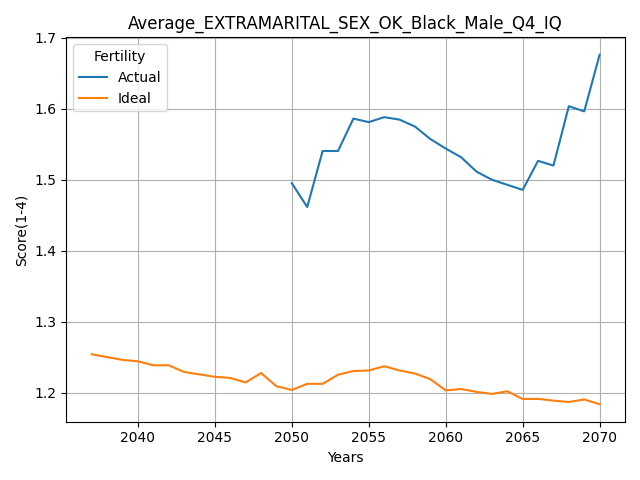 Average_EXTRAMARITAL_SEX_OK_Black_Male_Q4_IQ
Fertility
Actual
Ideal
1.7
1.6
1.5
1.4
1.3
1.2
Score(1-4)
2040 2045 2050 2055 2060 2065 2070
Years